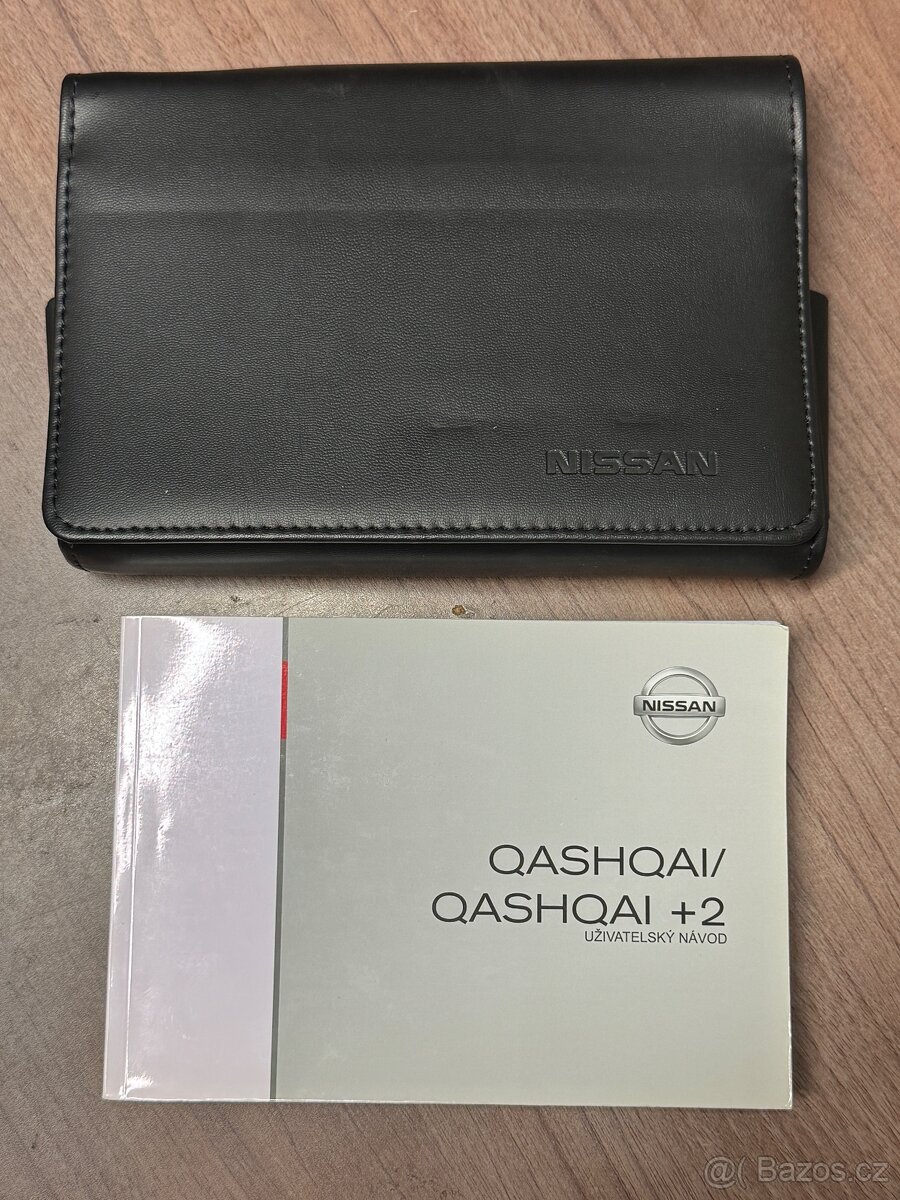 NISSAN
NISSAN
QASHQAI/
QASHQAI +2
UŽIVATELSKÝ NÁVOD
@( Bazos.cz